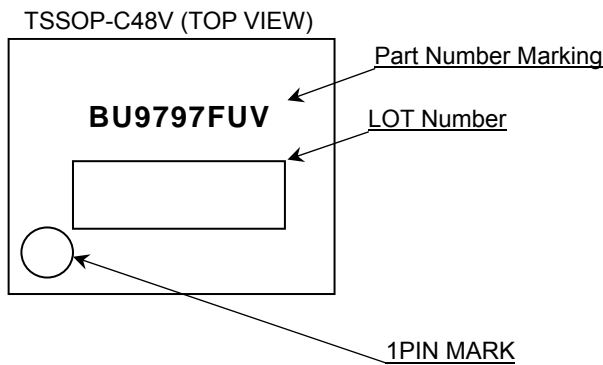 TSSOP-C48V (TOP VIEW)
Part Number Marking
BU9797FUV
LOT Number
1PIN MARK